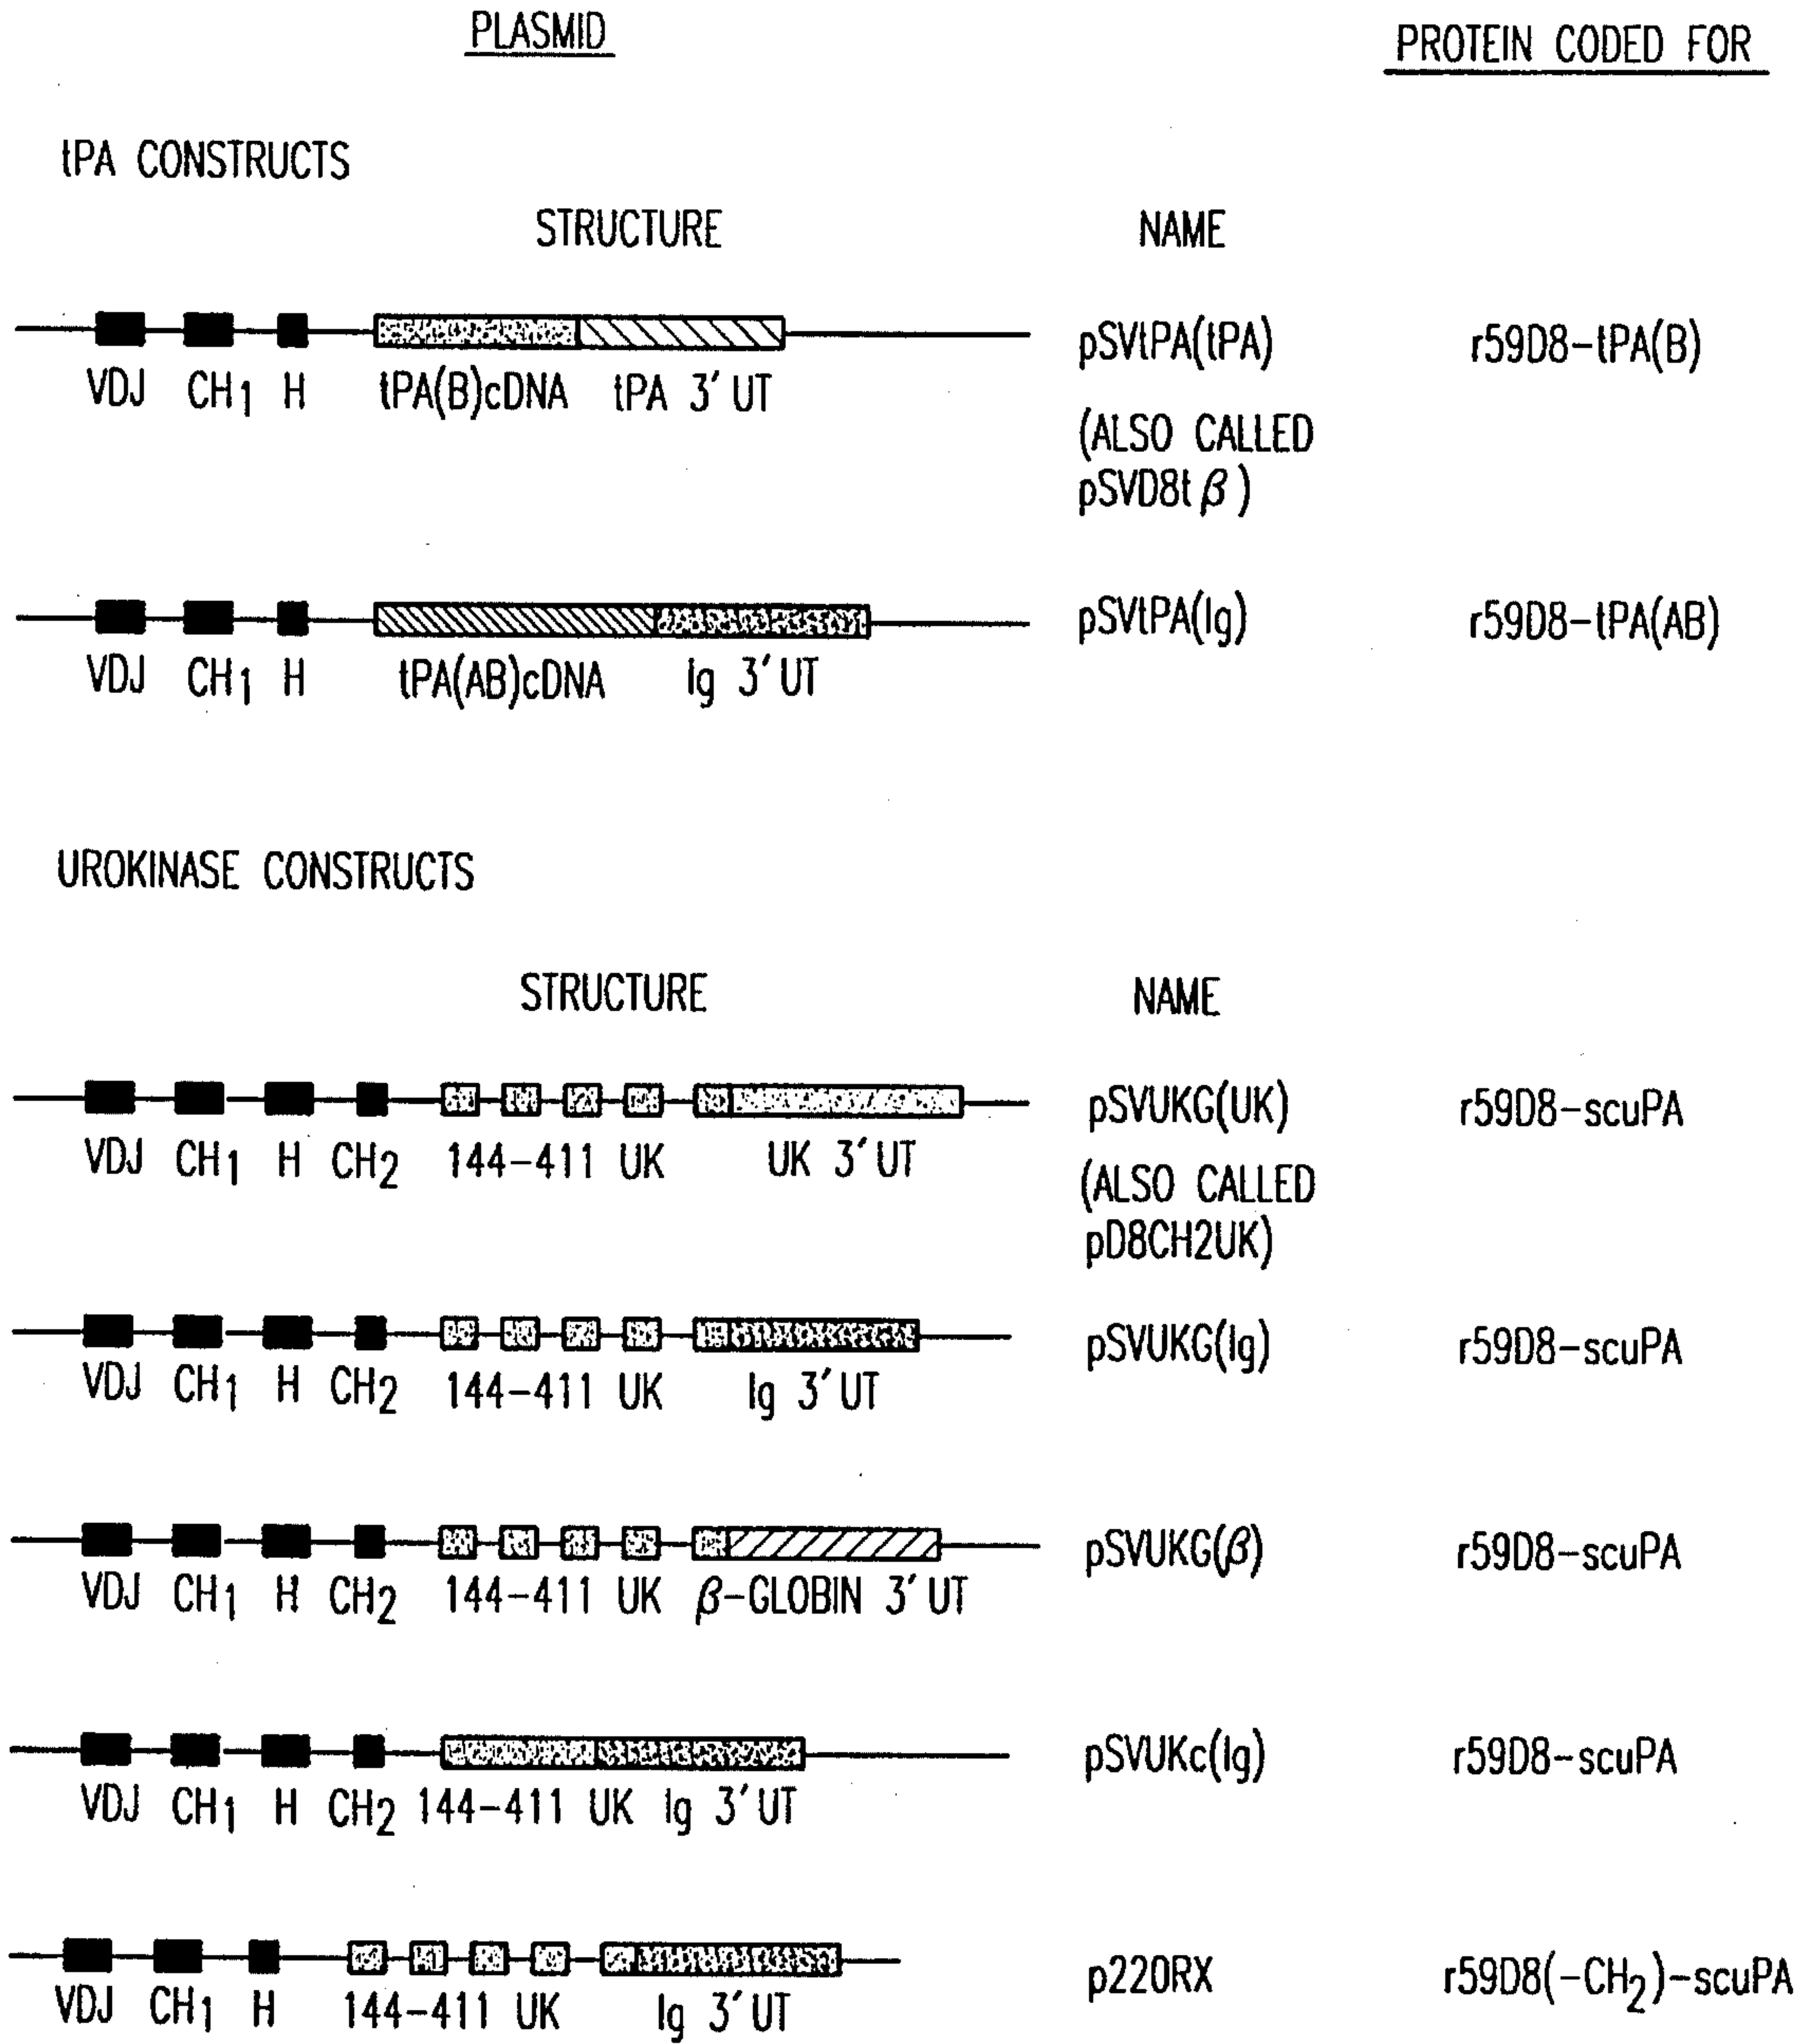 PLASMID
PROTEIN CODED FOR
tPA CONSTRUCTS
STRUCTURE NAME
pSVtPA(tPA) r59D8-tPA(B)
VDJ CH1 H tPA(B)cDNA tPA 3' UT
(ALSO CALLED
pSVD8tβ)
pSVtPA(Ig) r59D8-tPA(AB)
VDJ CH1 H tPA(AB)cDNA Ig 3' UT
UROKINASE CONSTRUCTS
STRUCTURE NAME
pSVUKG(UK) r59D8-scuPA
VDJ CH1 H CH2 144-411 UK UK 3' UT
(ALSO CALLED
pD8CH2UK)
pSVUKG(Ig) r59D8-scuPA
VDJ CH1 H CH2 144-411 UK Ig 3' UT
pSVUKG(β) r59D8-scuPA
VDJ CH1 H CH2 144-411 UK β-GLOBIN 3' UT
pSVUKc(Ig) r59D8-scuPA
VDJ CH1 H CH2 144-411 UK Ig 3' UT
p220RX r59D8(-CH2)-scuPA
VDJ CH1 H 144-411 UK Ig 3' UT